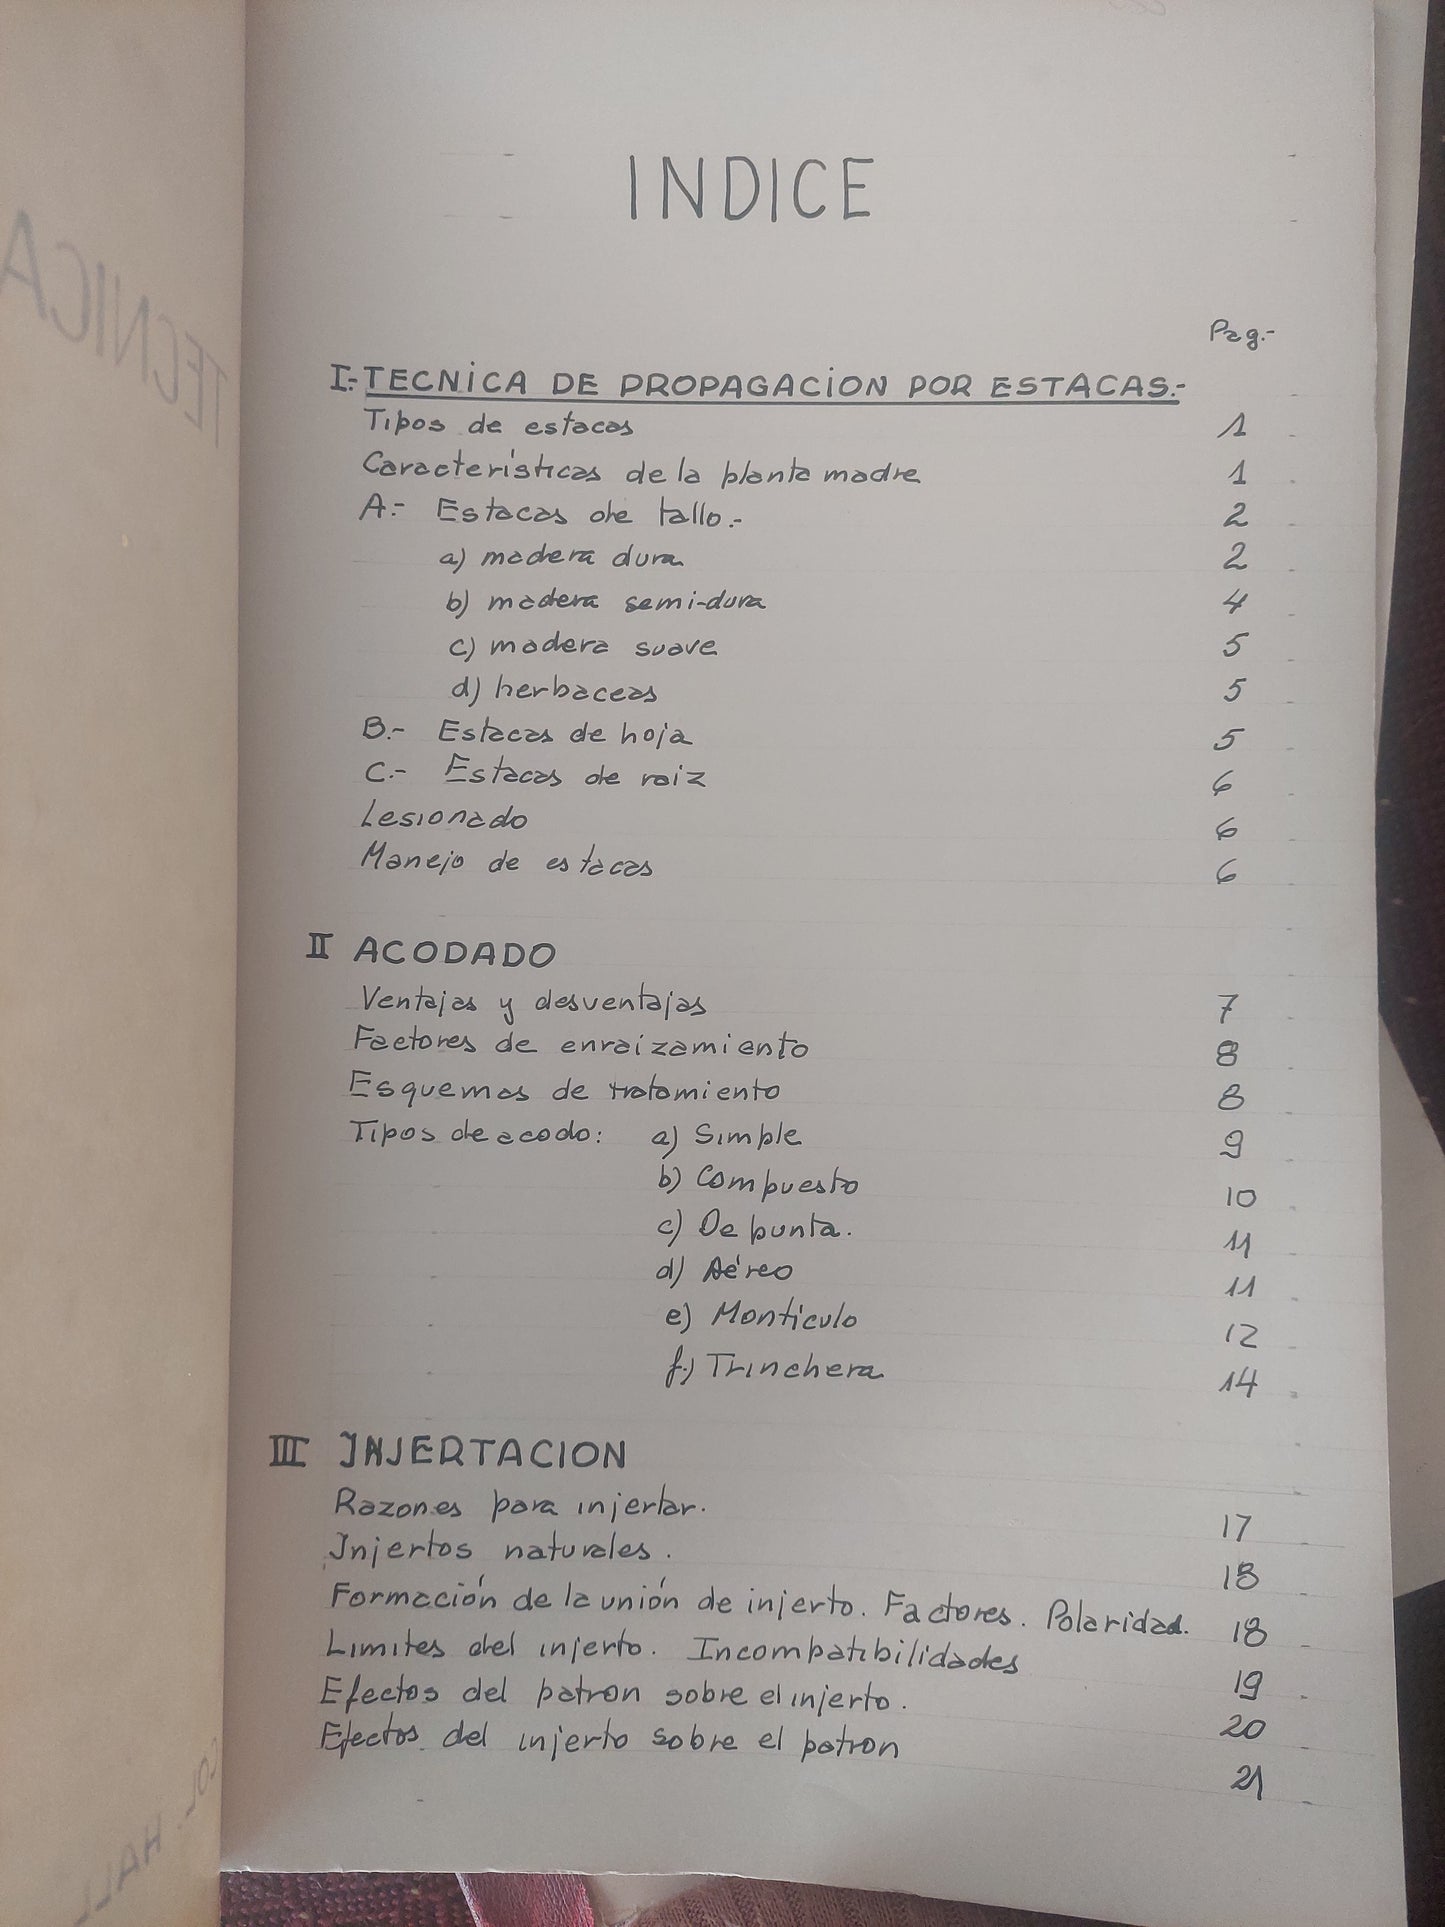 INDICE
Pag.-
I.- TECNICA DE PROPAGACION POR ESTACAS.-
Tipos de estacas 1
Características de la planta madre 1
A.- Estacas de tallo.- 2
a) madera dura 2
b) madera semi-dura 4
c) madera suave 5
d) herbaceas 5
B.- Estacas de hoja 5
C.- Estacas de raiz 6
Lesionado 6
Manejo de estacas 6
II ACODADO
Ventajas y desventajas 7
Factores de enraizamiento 8
Esquemas de tratamiento 8
Tipos de acodo: a) Simple 9
b) Compuesto 10
c) De punta. 11
d) Aéreo 11
e) Monticulo 12
f.) Trinchera 14
III INJERTACION
Razones para injertar. 17
Injertos naturales. 18
Formación de la unión de injerto. Factores. Polaridad. 18
Limites del injerto. Incompatibilidades 19
Efectos del patron sobre el injerto. 20
Efectos del injerto sobre el patron 21
TECNICA
COL. HALL